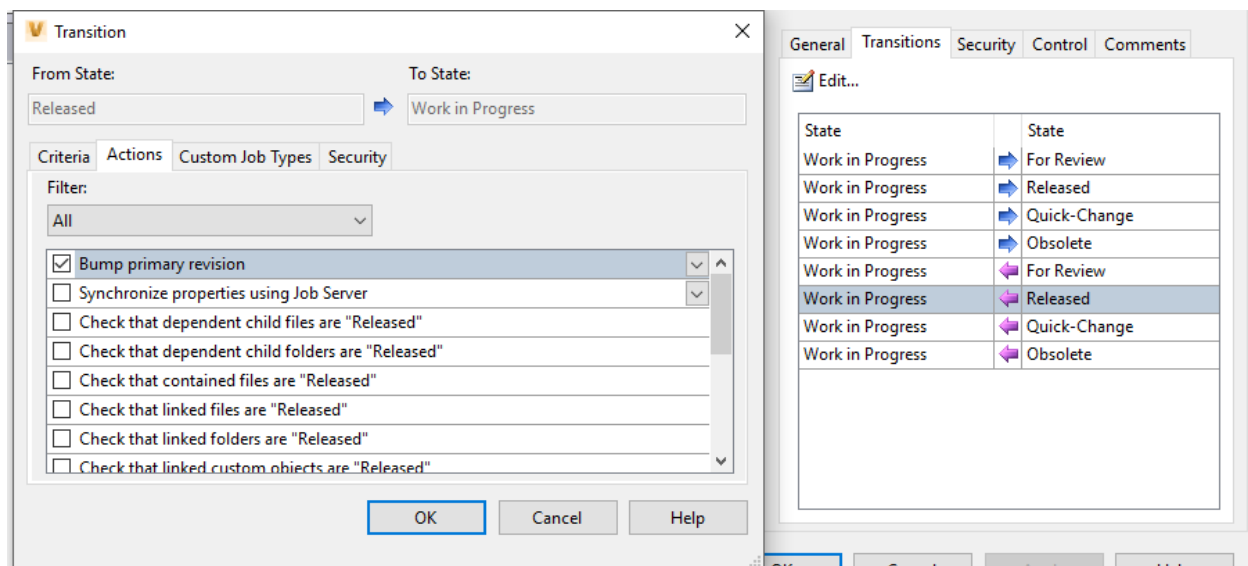 Transition
From State:
To State:
Released
Work in Progress
Criteria Actions Custom Job Types Security
Filter:
All
Bump primary revision
Synchronize properties using Job Server
Check that dependent child files are "Released"
Check that dependent child folders are "Released"
Check that contained files are "Released"
Check that linked files are "Released"
Check that linked folders are "Released"
Check that linked custom objects are "Released"
OK Cancel Help
General Transitions Security Control Comments
Edit...
State State
Work in Progress For Review
Work in Progress Released
Work in Progress Quick-Change
Work in Progress Obsolete
Work in Progress For Review
Work in Progress Released
Work in Progress Quick-Change
Work in Progress Obsolete